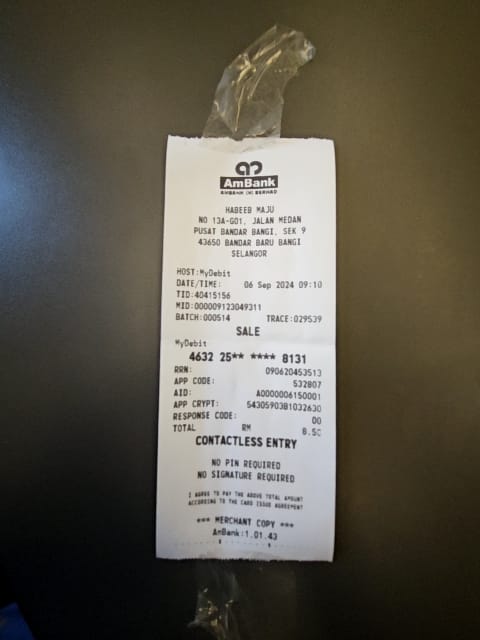 AmBank
AMBANK (M) BERHAD
HABEEB MAJU
NO 13A-G01, JALAN MEDAN
PUSAT BANDAR BANGI, SEK 9
43650 BANDAR BARU BANGI
SELANGOR
HOST:MyDebit
DATE/TIME: 06 Sep 2024 09:10
TID:40415156
MID:000009123049311
BATCH:000514 TRACE:029539
SALE
MyDebit
4632 25** **** 8131
RRN: 090620453513
APP CODE: 532807
AID: A0000006150001
APP CRYPT: 54305903B1032630
RESPONSE CODE: 00
TOTAL RM 8.50
CONTACTLESS ENTRY
NO PIN REQUIRED
NO SIGNATURE REQUIRED
I AGREE TO PAY THE ABOVE TOTAL AMOUNT
ACCORDING TO THE CARD ISSUE AGREEMENT
*** MERCHANT COPY ***
AmBank:1.01.43